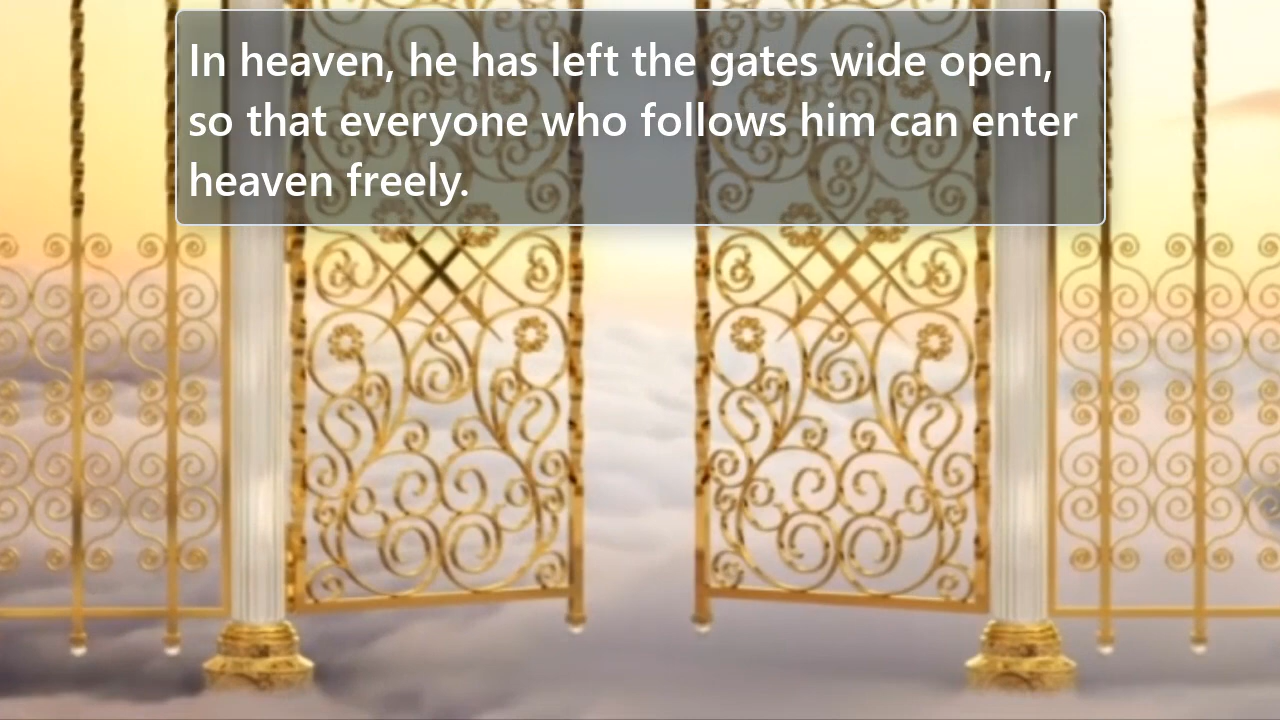 In heaven, he has left the gates wide open,
so that everyone who follows him can enter
heaven freely.